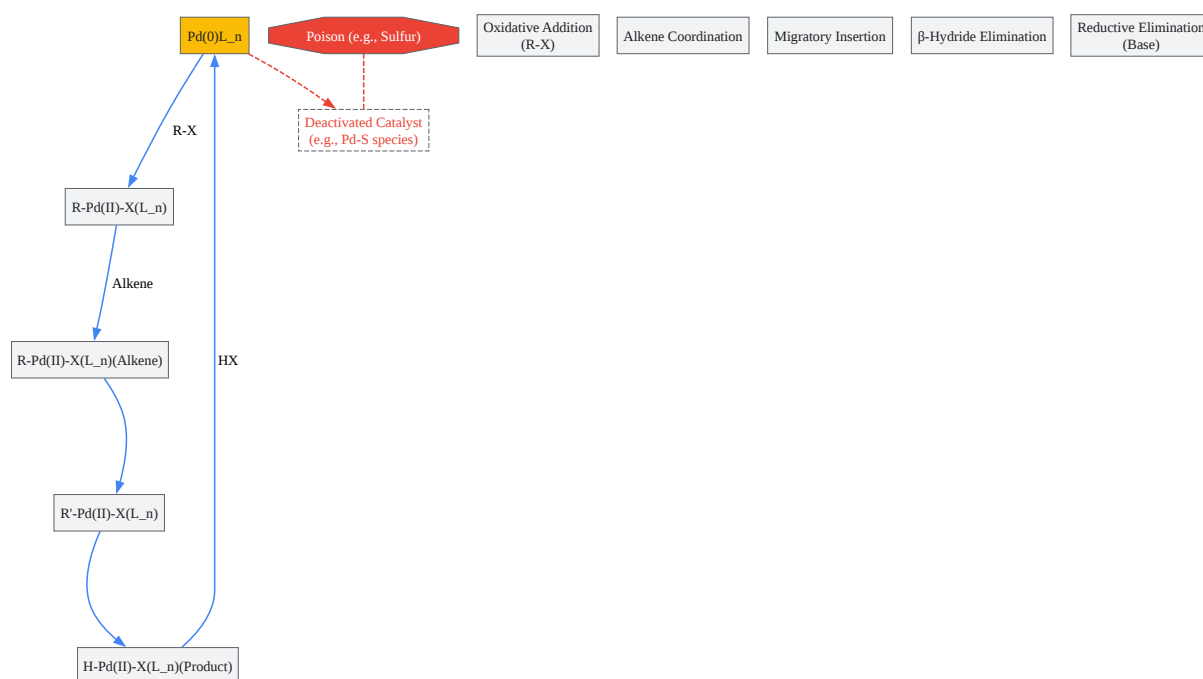 Pd(0)L_n
Poison (e.g., Sulfur)
Oxidative Addition
(R-X)
Alkene Coordination
Migratory Insertion
β-Hydride Elimination
Reductive Elimination
(Base)
Deactivated Catalyst
(e.g., Pd-S species)
R-X
R-Pd(II)-X(L_n)
Alkene
R-Pd(II)-X(L_n)(Alkene)
HX
R'-Pd(II)-X(L_n)
H-Pd(II)-X(L_n)(Product)